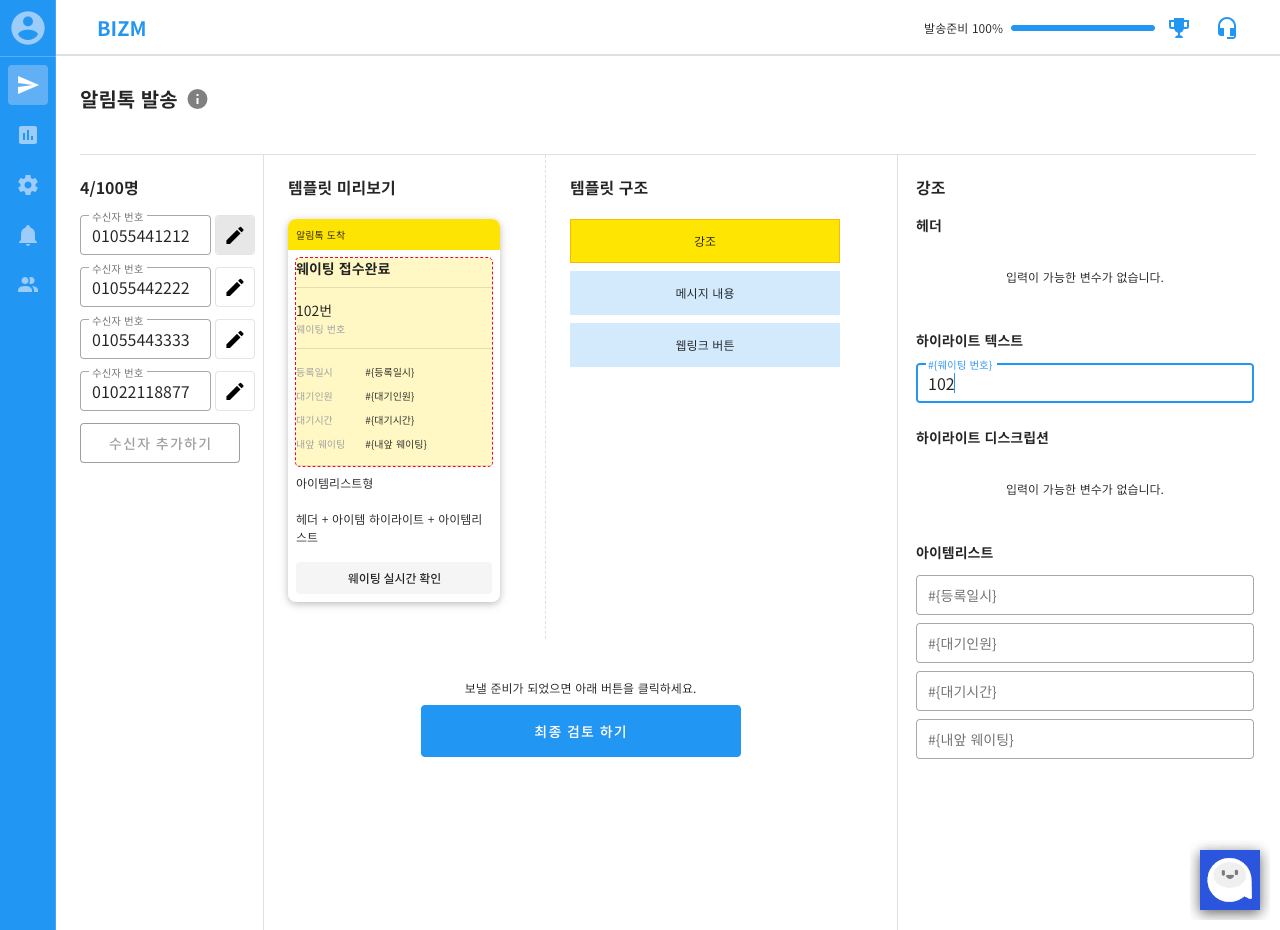 BIZM
발송준비 100%
알림톡 발송
4/100명
수신자 번호
01055441212
수신자 번호
01055442222
수신자 번호
01055443333
수신자 번호
01022118877
수신자 추가하기
템플릿 미리보기
알림톡 도착
웨이팅 접수완료
102번
웨이팅 번호
등록일시 #{등록일시}
대기인원 #{대기인원}
대기시간 #{대기시간}
내앞 웨이팅 #{내앞 웨이팅}
아이템리스트형
헤더 + 아이템 하이라이트 + 아이템리
스트
웨이팅 실시간 확인
템플릿 구조
강조
메시지 내용
웹링크 버튼
보낼 준비가 되었으면 아래 버튼을 클릭하세요.
최종 검토 하기
강조
헤더
입력이 가능한 변수가 없습니다.
하이라이트 텍스트
#{웨이팅 번호}
102
하이라이트 디스크립션
입력이 가능한 변수가 없습니다.
아이템리스트
#{등록일시}
#{대기인원}
#{대기시간}
#{내앞 웨이팅}